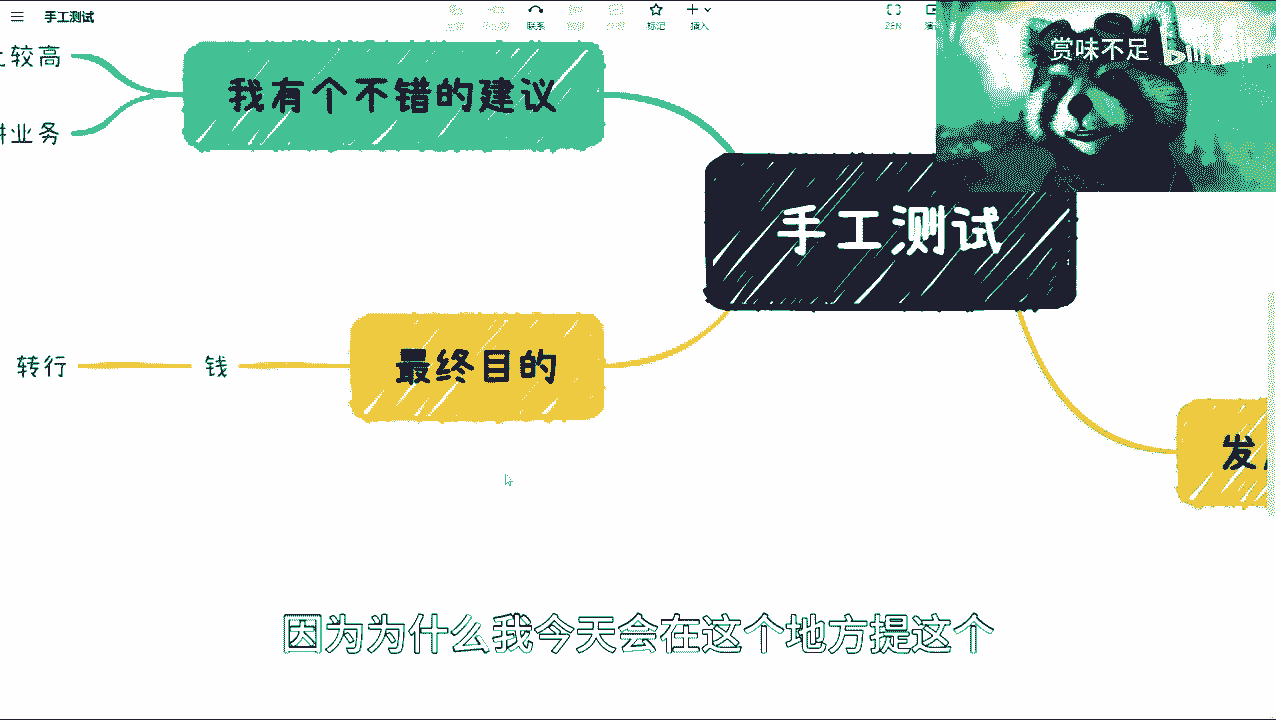 手工测试
联系
标记
插入
ZEN
赏味不足
bilibili
较高
我有个不错的建议
业务
手工测试
转行
钱
最终目的
发
因为为什么我今天会在这个地方提这个